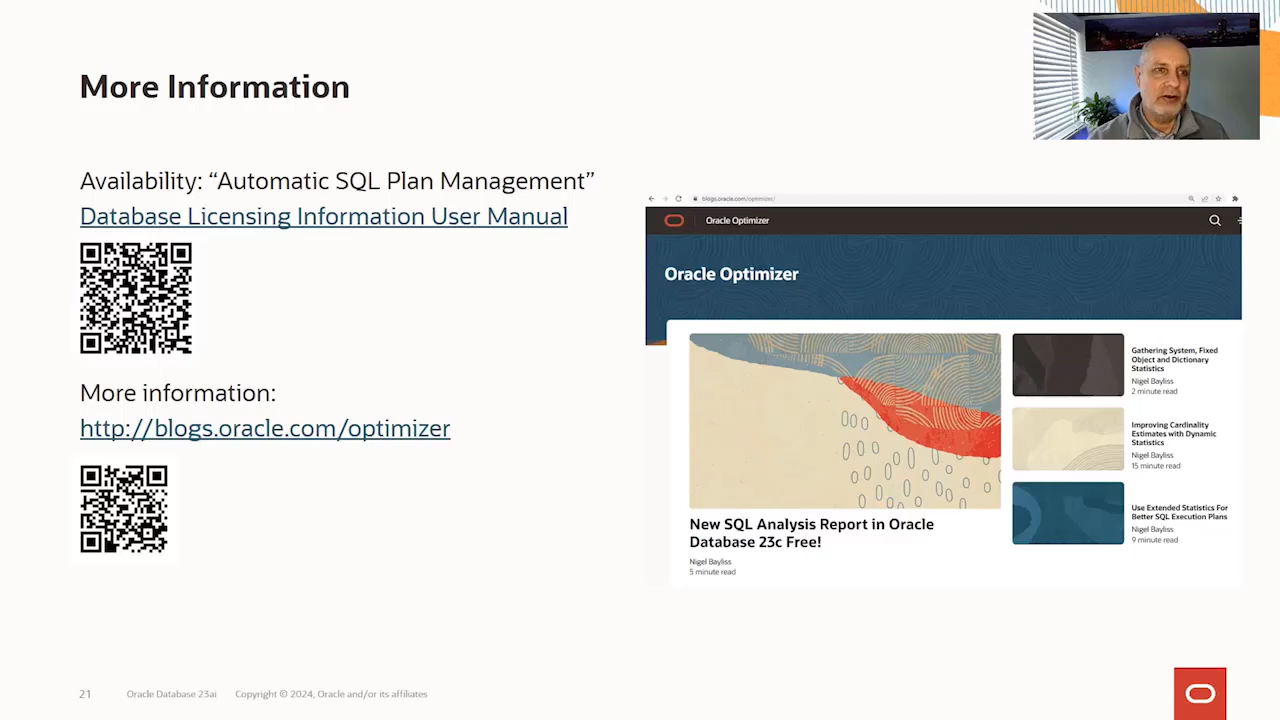 More Information
Availability: “Automatic SQL Plan Management”
Database Licensing Information User Manual
More information:
http://blogs.oracle.com/optimizer
blogs.oracle.com/optimizer/
Oracle Optimizer
Oracle Optimizer
New SQL Analysis Report in Oracle
Database 23c Free!
Nigel Bayliss
5 minute read
Gathering System, Fixed
Object and Dictionary
Statistics
Nigel Bayliss
2 minute read
Improving Cardinality
Estimates with Dynamic
Statistics
Nigel Bayliss
15 minute read
Use Extended Statistics For
Better SQL Execution Plans
Nigel Bayliss
9 minute read
21 Oracle Database 23ai Copyright © 2024, Oracle and/or its affiliates